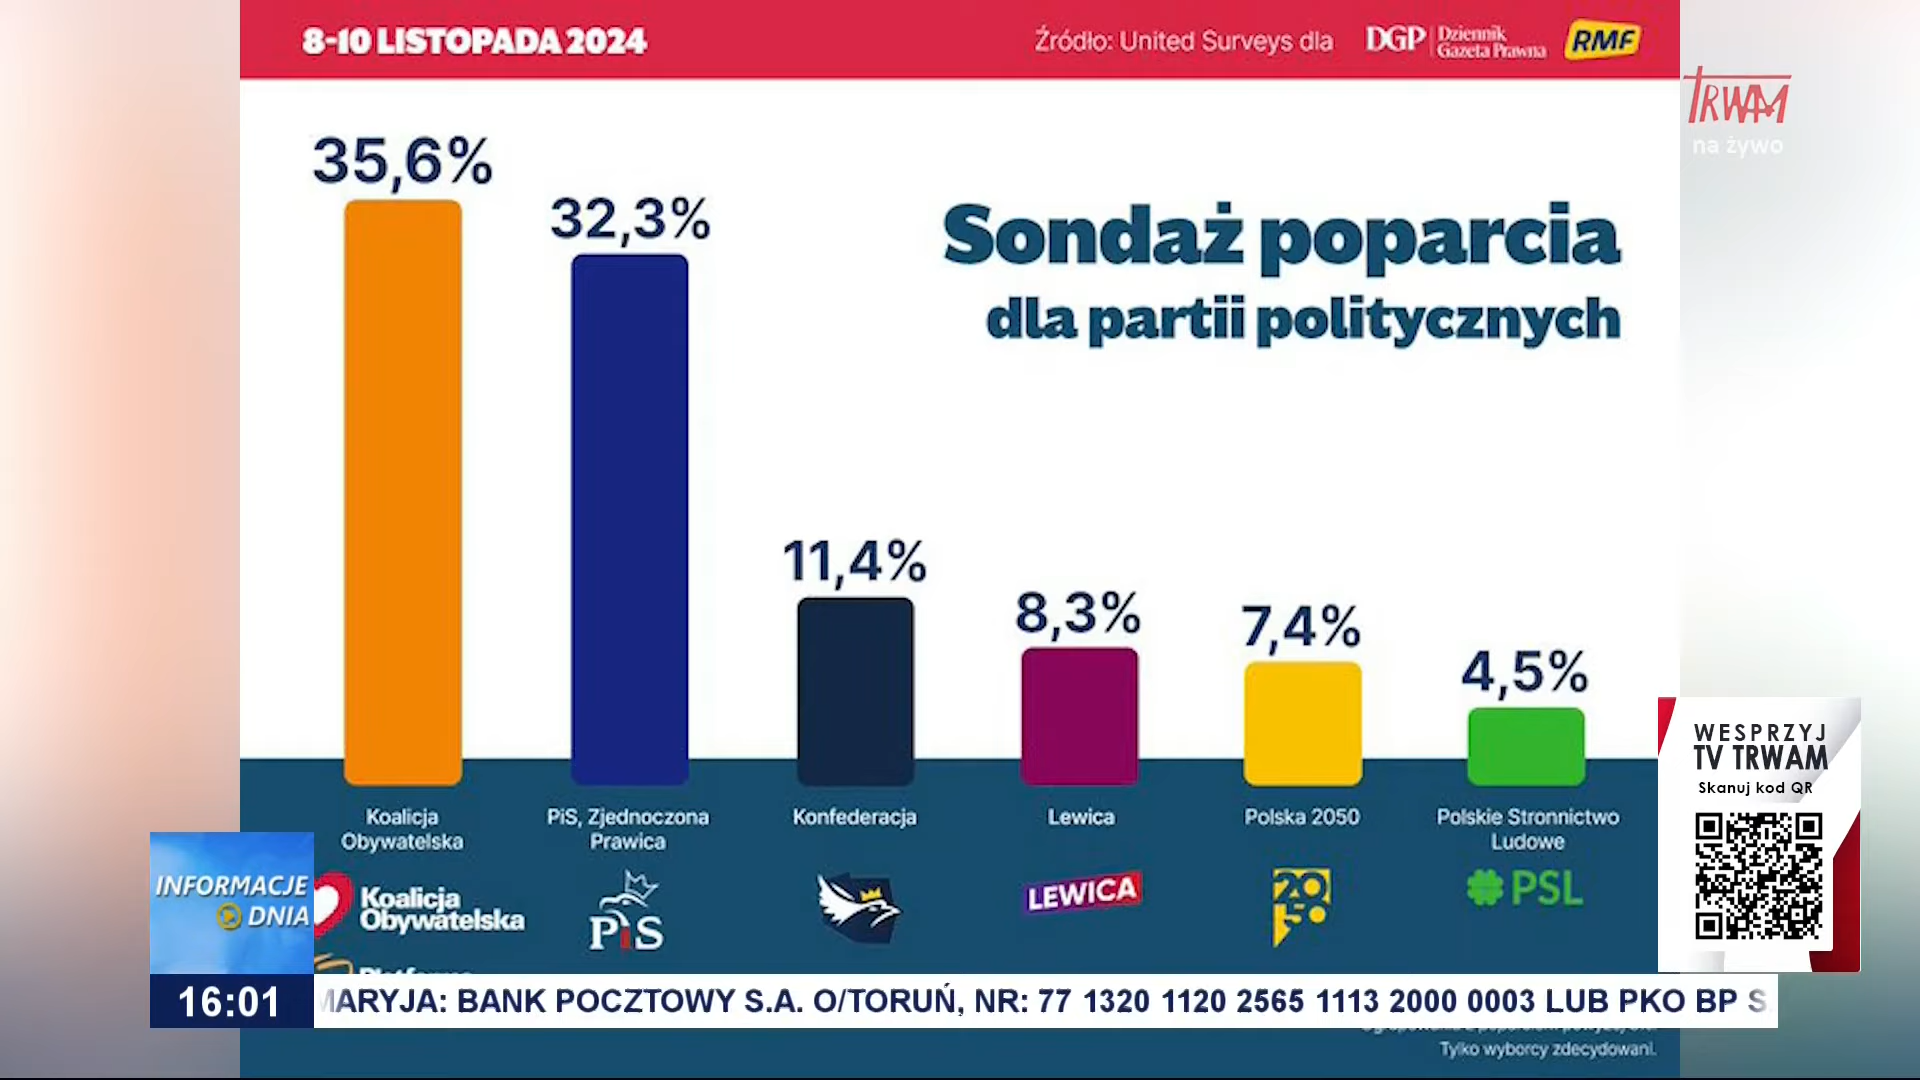 8-10 LISTOPADA 2024
Źródło: United Surveys dla
DGP Dziennik
Gazeta Prawna
RMF
TRWAM
na żywo
35,6%
32,3%
11,4%
8,3%
7,4%
4,5%
Sondaż poparcia
dla partii politycznych
Koalicja
Obywatelska
PiS, Zjednoczona
Prawica
Konfederacja
Lewica
Polska 2050
Polskie Stronnictwo
Ludowe
Koalicja
Obywatelska
PiS
LEWICA
2050
PSL
WESPRZYJ
TV TRWAM
Skanuj kod QR
INFORMACJE
DNIA
16:01
MARYJA: BANK POCZTOWY S.A. O/TORUŃ, NR: 77 1320 1120 2565 1113 2000 0003 LUB PKO BP S
Tylko wyborcy zdecydowani.